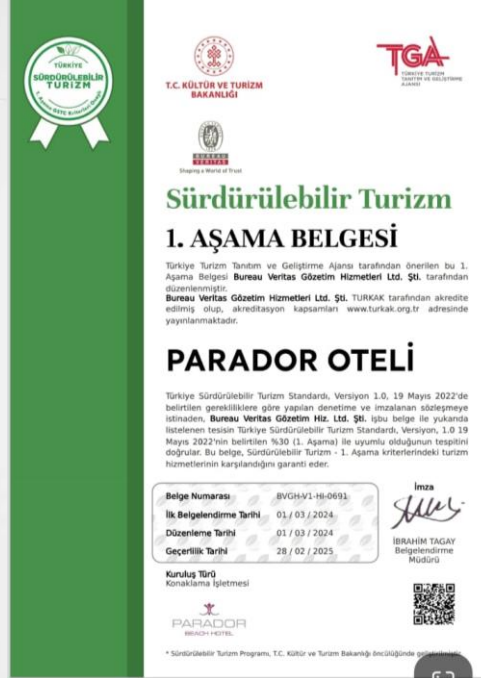 TÜRKİYE
SÜRDÜRÜLEBİLİR
TURİZM
T.C. KÜLTÜR VE TURİZM
BAKANLIĞI
TGA
TÜRKİYE TURİZM
TANITIM VE GELİŞTİRME
AJANSI
BUREAU
VERITAS
Shaping a World of Trust
Sürdürülebilir Turizm
1. AŞAMA BELGESİ
Türkiye Turizm Tanıtım ve Geliştirme Ajansı tarafından önerilen bu 1.
Aşama Belgesi Bureau Veritas Gözetim Hizmetleri Ltd. Şti. tarafından
düzenlenmiştir.
Bureau Veritas Gözetim Hizmetleri Ltd. Şti. TURKAK tarafından akredite
edilmiş olup, akreditasyon kapsamları www.turkak.org.tr adresinde
yayınlanmaktadır.
PARADOR OTELİ
Türkiye Sürdürülebilir Turizm Standardı, Versiyon 1.0, 19 Mayıs 2022'de
belirtilen gerekliliklere göre yapılan denetime ve imzalanan sözleşmeye
istinaden, Bureau Veritas Gözetim Hiz. Ltd. Şti. işbu belge ile yukarıda
listelenen tesisin Türkiye Sürdürülebilir Turizm Standardı, Versiyon, 1.0 19
Mayıs 2022'nin belirtilen %30 (1. Aşama) ile uyumlu olduğunun tespitini
doğrular. Bu belge, Sürdürülebilir Turizm - 1. Aşama kriterlerindeki turizm
hizmetlerinin karşılandığını garanti eder.
Belge Numarası BVGH-V1-HI-0691
İlk Belgelendirme Tarihi 01 / 03 / 2024
Düzenleme Tarihi 01 / 03 / 2024
Geçerlilik Tarihi 28 / 02 / 2025
İmza
İBRAHİM TAGAY
Belgelendirme
Müdürü
Kuruluş Türü
Konaklama İşletmesi
PARADOR
BEACH HOTEL
* Sürdürülebilir Turizm Programı, T.C. Kültür ve Turizm Bakanlığı öncülüğünde geliştirilmiştir.